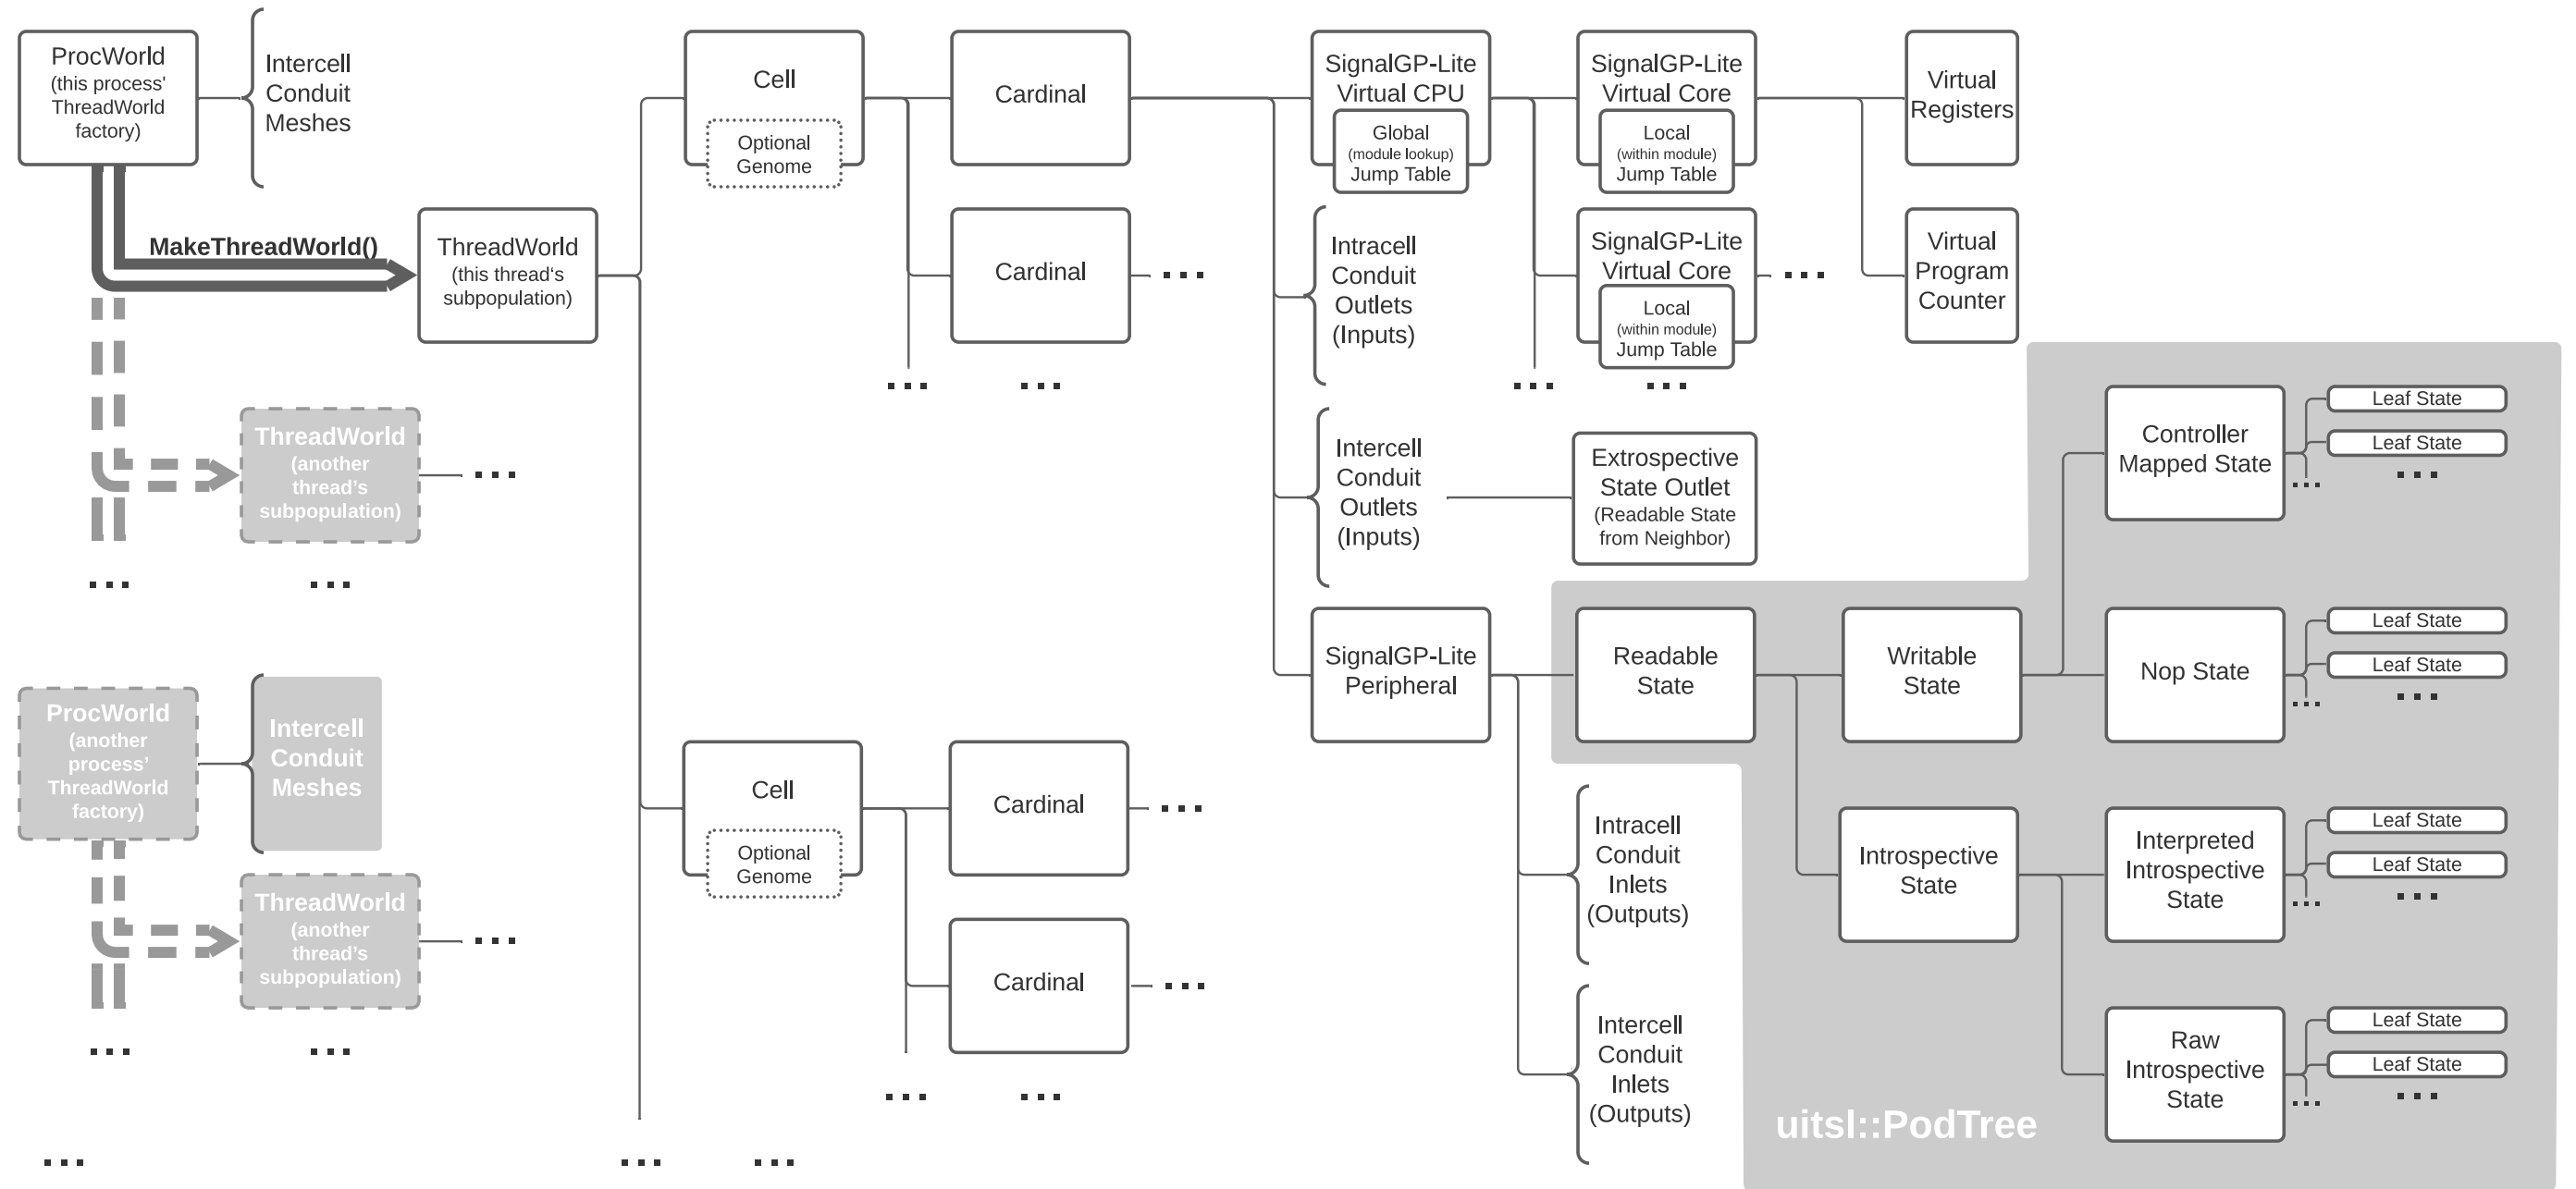 ProcWorld
(this process'
ThreadWorld
factory)
Intercell
Conduit
Meshes
MakeThreadWorld()
ThreadWorld
(this thread‘s
subpopulation)
ThreadWorld
(another
thread’s
subpopulation)
...
...
...
ProcWorld
(another
process’
ThreadWorld
factory)
Intercell
Conduit
Meshes
ThreadWorld
(another
thread’s
subpopulation)
...
...
...
...
Cell
Optional
Genome
Cardinal
Cardinal
...
...
...
Cell
Optional
Genome
Cardinal
...
Cardinal
...
...
...
...
...
SignalGP-Lite
Virtual CPU
Global
(module lookup)
Jump Table
SignalGP-Lite
Virtual Core
Local
(within module)
Jump Table
Virtual
Registers
SignalGP-Lite
Virtual Core
Local
(within module)
Jump Table
...
Virtual
Program
Counter
...
...
Intracell
Conduit
Outlets
(Inputs)
Intercell
Conduit
Outlets
(Inputs)
Extrospective
State Outlet
(Readable State
from Neighbor)
SignalGP-Lite
Peripheral
Readable
State
Writable
State
Controller
Mapped State
Leaf State
Leaf State
...
...
Nop State
Leaf State
Leaf State
...
...
Introspective
State
Interpreted
Introspective
State
Leaf State
Leaf State
...
...
Raw
Introspective
State
Leaf State
Leaf State
...
...
Intracell
Conduit
Inlets
(Outputs)
Intercell
Conduit
Inlets
(Outputs)
uitsl::PodTree